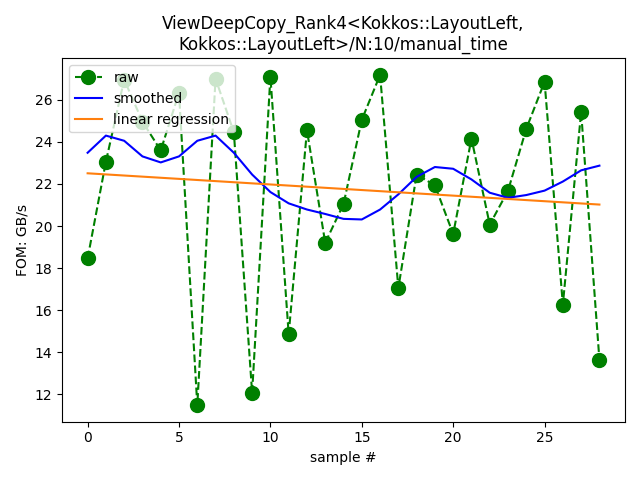 ViewDeepCopy_Rank4<Kokkos::LayoutLeft,
Kokkos::LayoutLeft>/N:10/manual_time
raw
smoothed
linear regression
FOM: GB/s
26
24
22
20
18
16
14
12
0
5
10
15
20
25
sample #